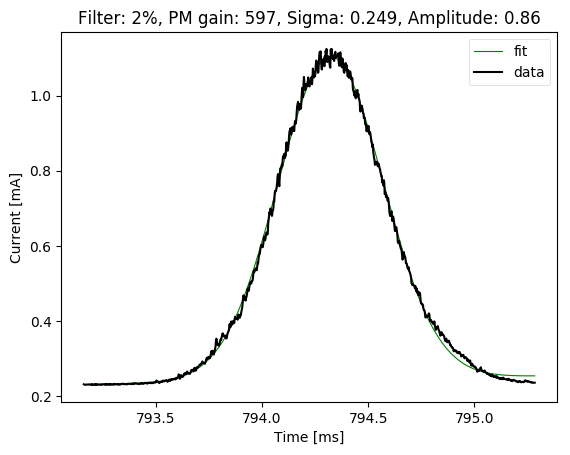 Filter: 2%, PM gain: 597, Sigma: 0.249, Amplitude: 0.86
fit
data
1.0
0.8
0.6
0.4
0.2
Current [mA]
793.5 794.0 794.5 795.0
Time [ms]